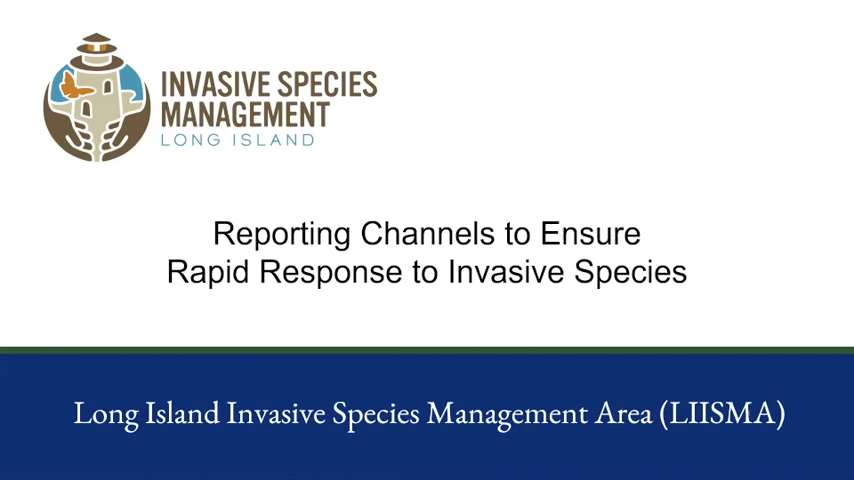 INVASIVE SPECIES
MANAGEMENT
LONG ISLAND
Reporting Channels to Ensure
Rapid Response to Invasive Species
Long Island Invasive Species Management Area (LIISMA)